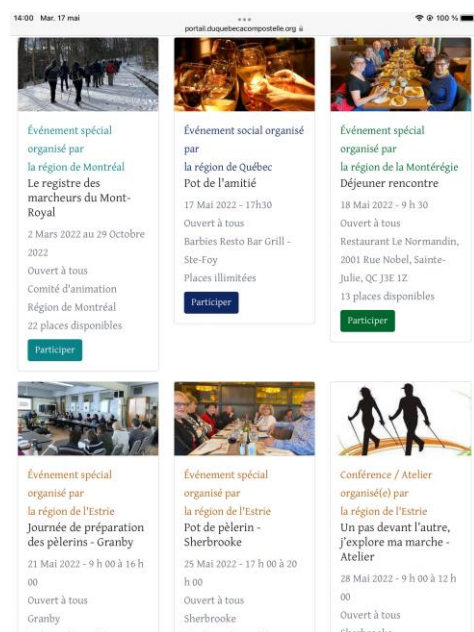 14:00 Mar. 17 mai
100 %
portail.duquebecacompostelle.org
Événement spécial
organisé par
la région de Montréal
Le registre des
marcheurs du Mont-
Royal
2 Mars 2022 au 29 Octobre
2022
Ouvert à tous
Comité d'animation
Région de Montréal
22 places disponibles
Participer
Événement social organisé
par
la région de Québec
Pot de l'amitié
17 Mai 2022 - 17h30
Ouvert à tous
Barbies Resto Bar Grill -
Ste-Foy
Places illimitées
Participer
Événement spécial
organisé par
la région de la Montérégie
Déjeuner rencontre
18 Mai 2022 - 9 h 30
Ouvert à tous
Restaurant Le Normandin,
2001 Rue Nobel, Sainte-
Julie, QC J3E 1Z
13 places disponibles
Participer
Événement spécial
organisé par
la région de l'Estrie
Journée de préparation
des pèlerins - Granby
21 Mai 2022 - 9 h 00 à 16 h
00
Ouvert à tous
Granby
Événement spécial
organisé par
la région de l'Estrie
Pot de pèlerin -
Sherbrooke
25 Mai 2022 - 17 h 00 à 20
h 00
Ouvert à tous
Sherbrooke
Conférence / Atelier
organisé(e) par
la région de l'Estrie
Un pas devant l'autre,
j'explore ma marche -
Atelier
28 Mai 2022 - 9 h 00 à 12 h
00
Ouvert à tous
Sherbrooke